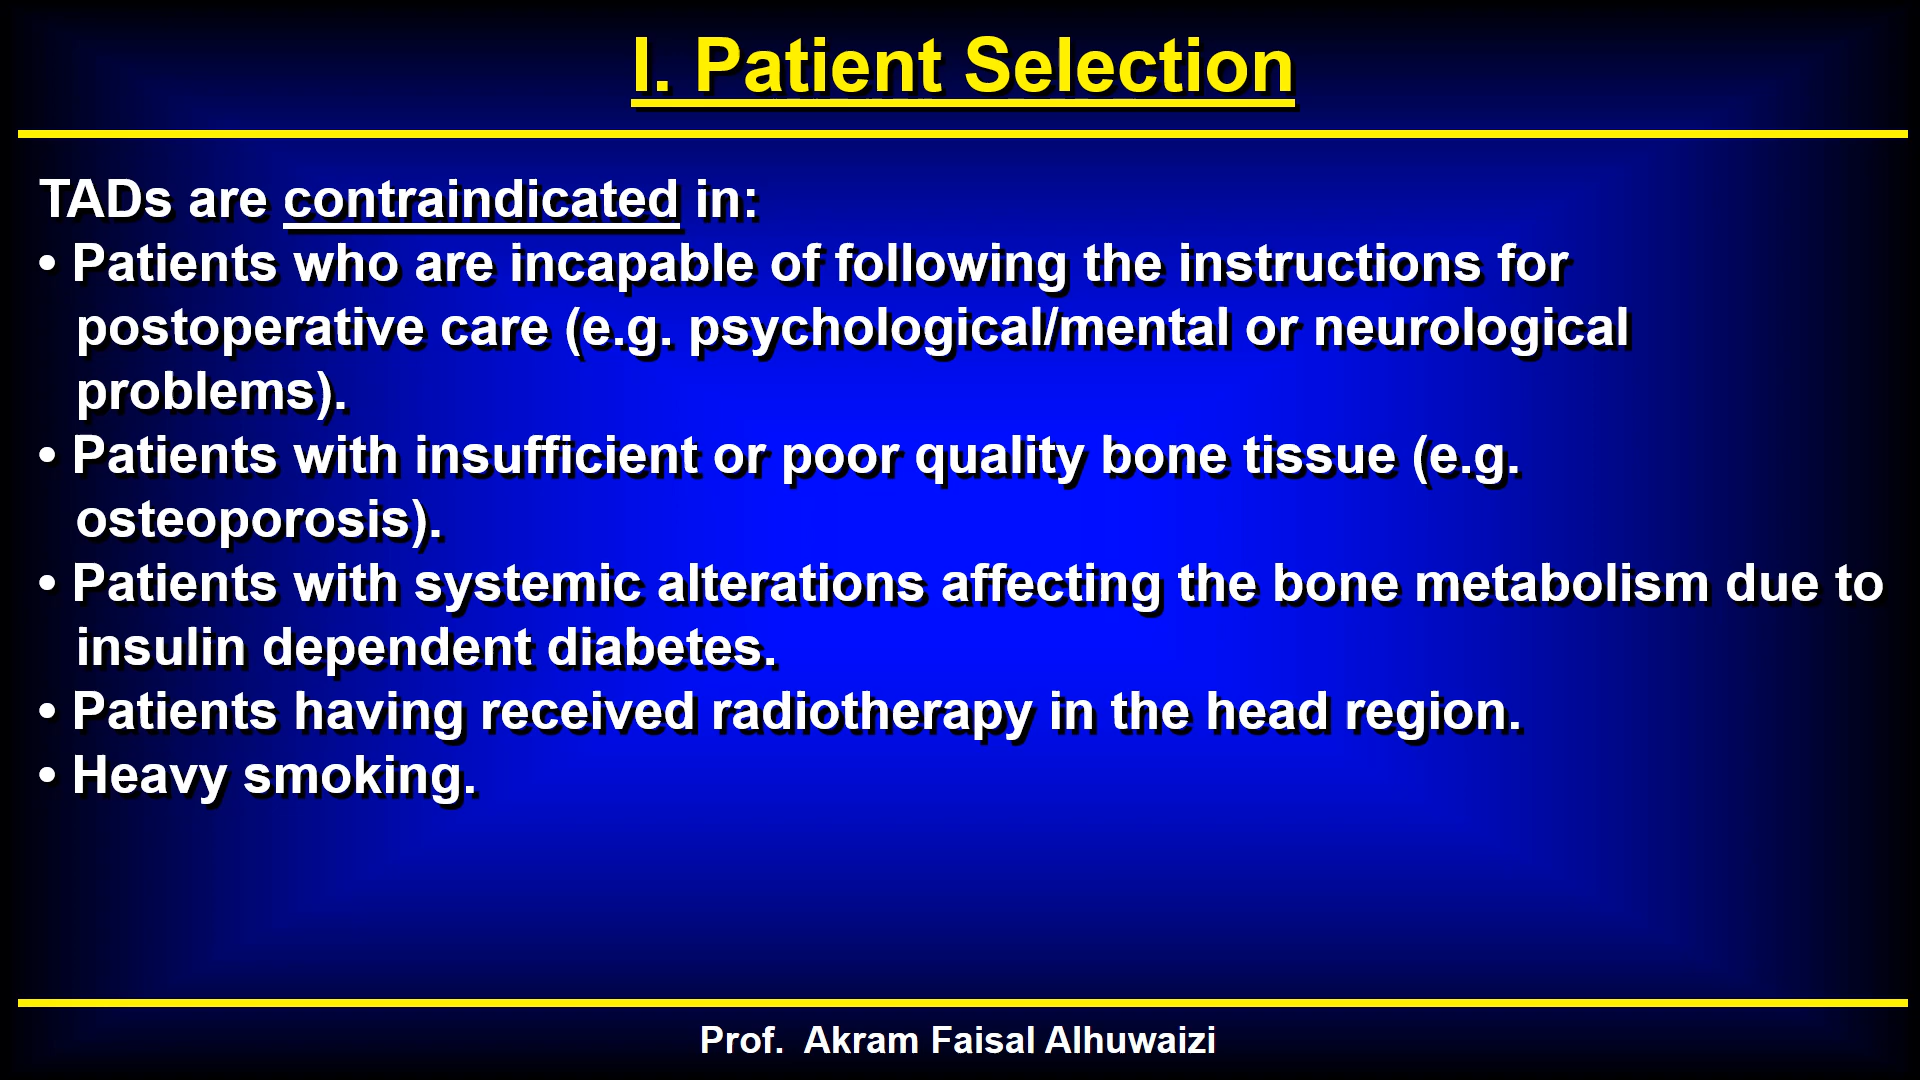 I. Patient Selection
TADs are contraindicated in:
• Patients who are incapable of following the instructions for
postoperative care (e.g. psychological/mental or neurological
problems).
• Patients with insufficient or poor quality bone tissue (e.g.
osteoporosis).
• Patients with systemic alterations affecting the bone metabolism due to
insulin dependent diabetes.
• Patients having received radiotherapy in the head region.
• Heavy smoking.
Prof.  Akram Faisal Alhuwaizi